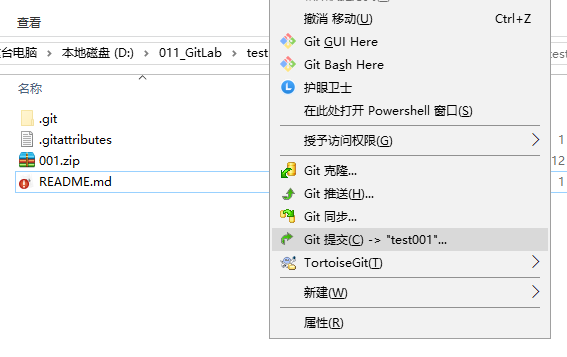 查看
台电脑 > 本地磁盘 (D:) > 011_GitLab > test
名称
.git
.gitattributes
001.zip
README.md
撤消 移动(U) Ctrl+Z
Git GUI Here
Git Bash Here
护眼卫士
在此处打开 Powershell 窗口(S)
授予访问权限(G)
Git 克隆...
Git 推送(H)...
Git 同步...
Git 提交(C) -> "test001"...
TortoiseGit(T)
新建(W)
属性(R)
test
1
12
1